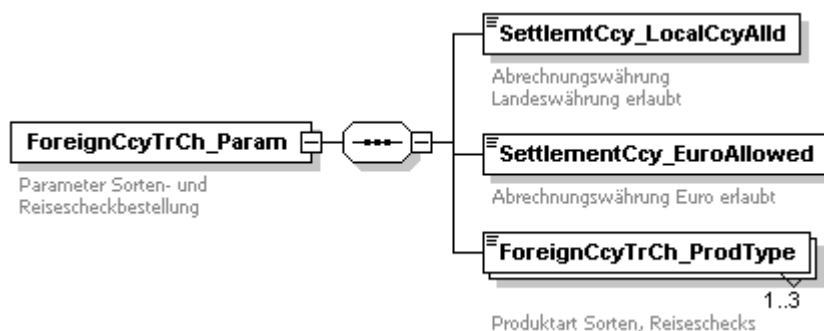 SettlemtCcy_LocalCcyAlld
Abrechnungswährung
Landeswährung erlaubt
ForeignCcyTrCh_Param
Parameter Sorten- und
Reisescheckbestellung
SettlementCcy_EuroAllowed
Abrechnungswährung Euro erlaubt
ForeignCcyTrCh_ProdType
1..3
Produktart Sorten, Reiseschecks